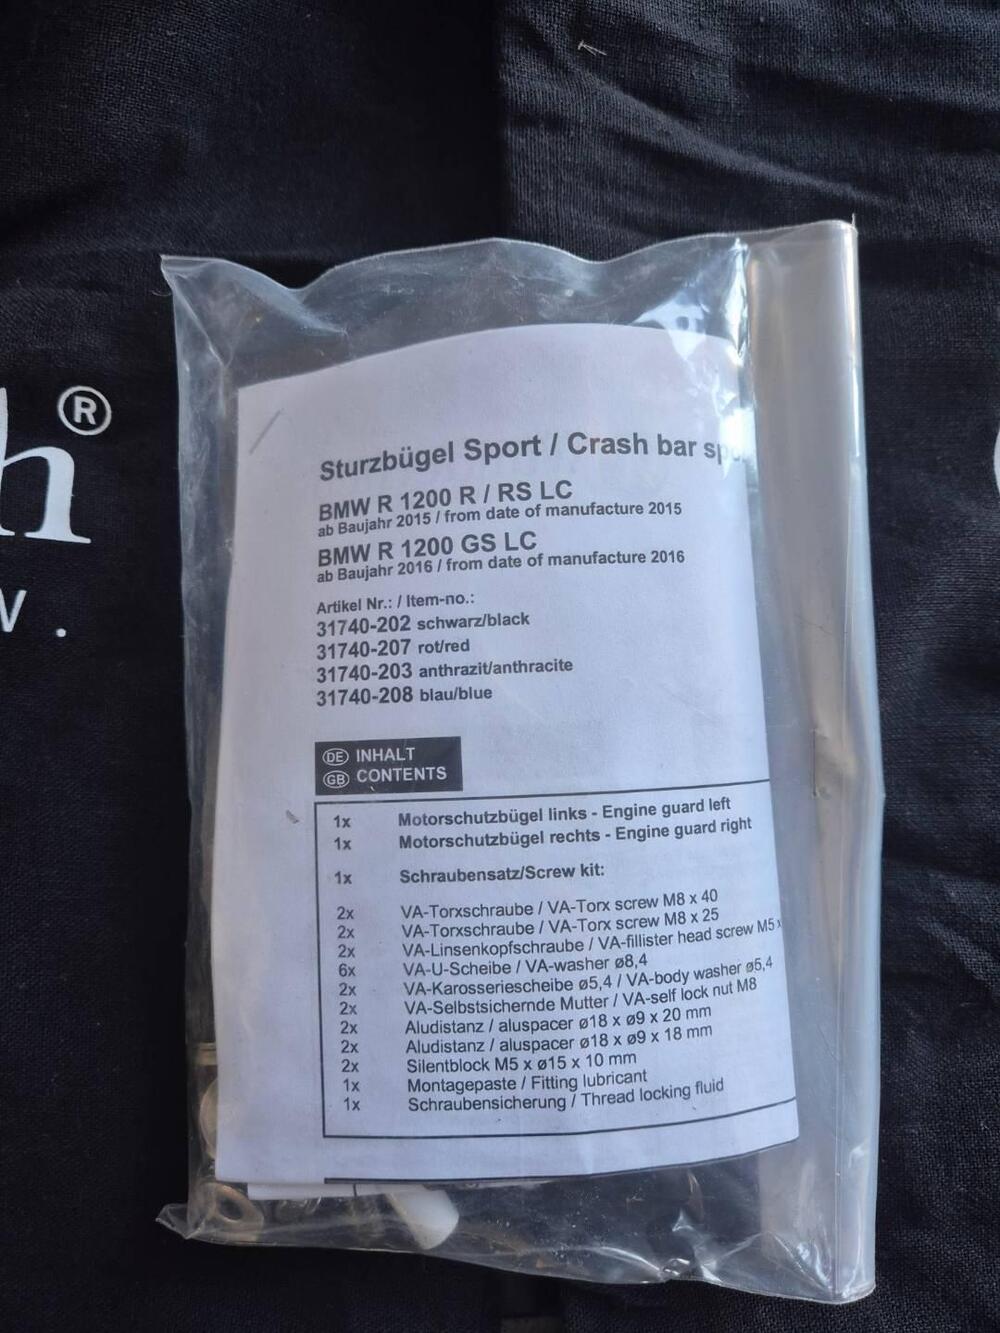 h®
W.
Sturzbügel Sport / Crash bar
BMW R 1200 R / RS LC
ab Baujahr 2015 / from date of manufacture 2015
BMW R 1200 GS LC
ab Baujahr 2016 / from date of manufacture 2016
Artikel Nr.: / Item-no.:
31740-202 schwarz/black
31740-207 rot/red
31740-203 anthrazit/anthracite
31740-208 blau/blue
DE INHALT
GB CONTENTS
1x Motorschutzbügel links - Engine guard left
1x Motorschutzbügel rechts - Engine guard right
1x Schraubensatz/Screw kit:
2x VA-Torxschraube / VA-Torx screw M8 x 40
2x VA-Torxschraube / VA-Torx screw M8 x 25
2x VA-Linsenkopfschraube / VA-fillister head screw M5 x
6x VA-U-Scheibe / VA-washer ø8,4
2x VA-Karosseriescheibe ø5,4 / VA-body washer ø5,4
2x VA-Selbstsichernde Mutter / VA-self lock nut M8
2x Aludistanz / aluspacer ø18 x ø9 x 20 mm
2x Aludistanz / aluspacer ø18 x ø9 x 18 mm
2x Silentblock M5 x ø15 x 10 mm
1x Montagepaste / Fitting lubricant
1x Schraubensicherung / Thread locking fluid